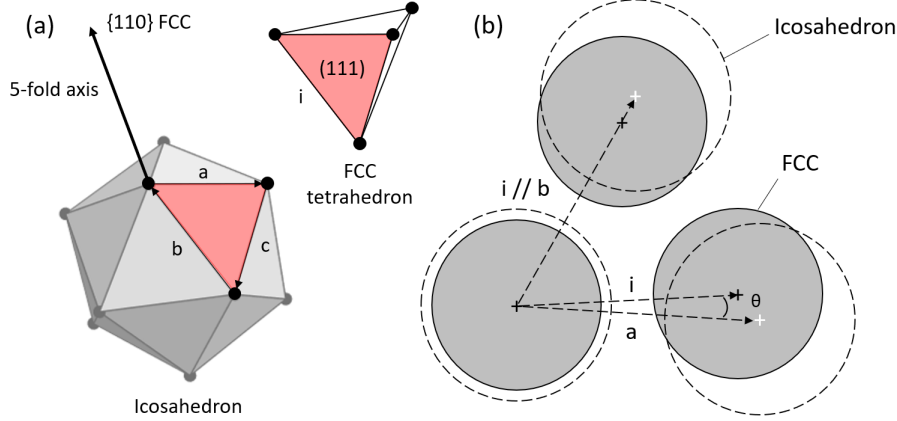 (a)
{110} FCC
5-fold axis
a
b
c
Icosahedron
(111)
i
FCC
tetrahedron
(b)
Icosahedron
FCC
i // b
i
θ
a